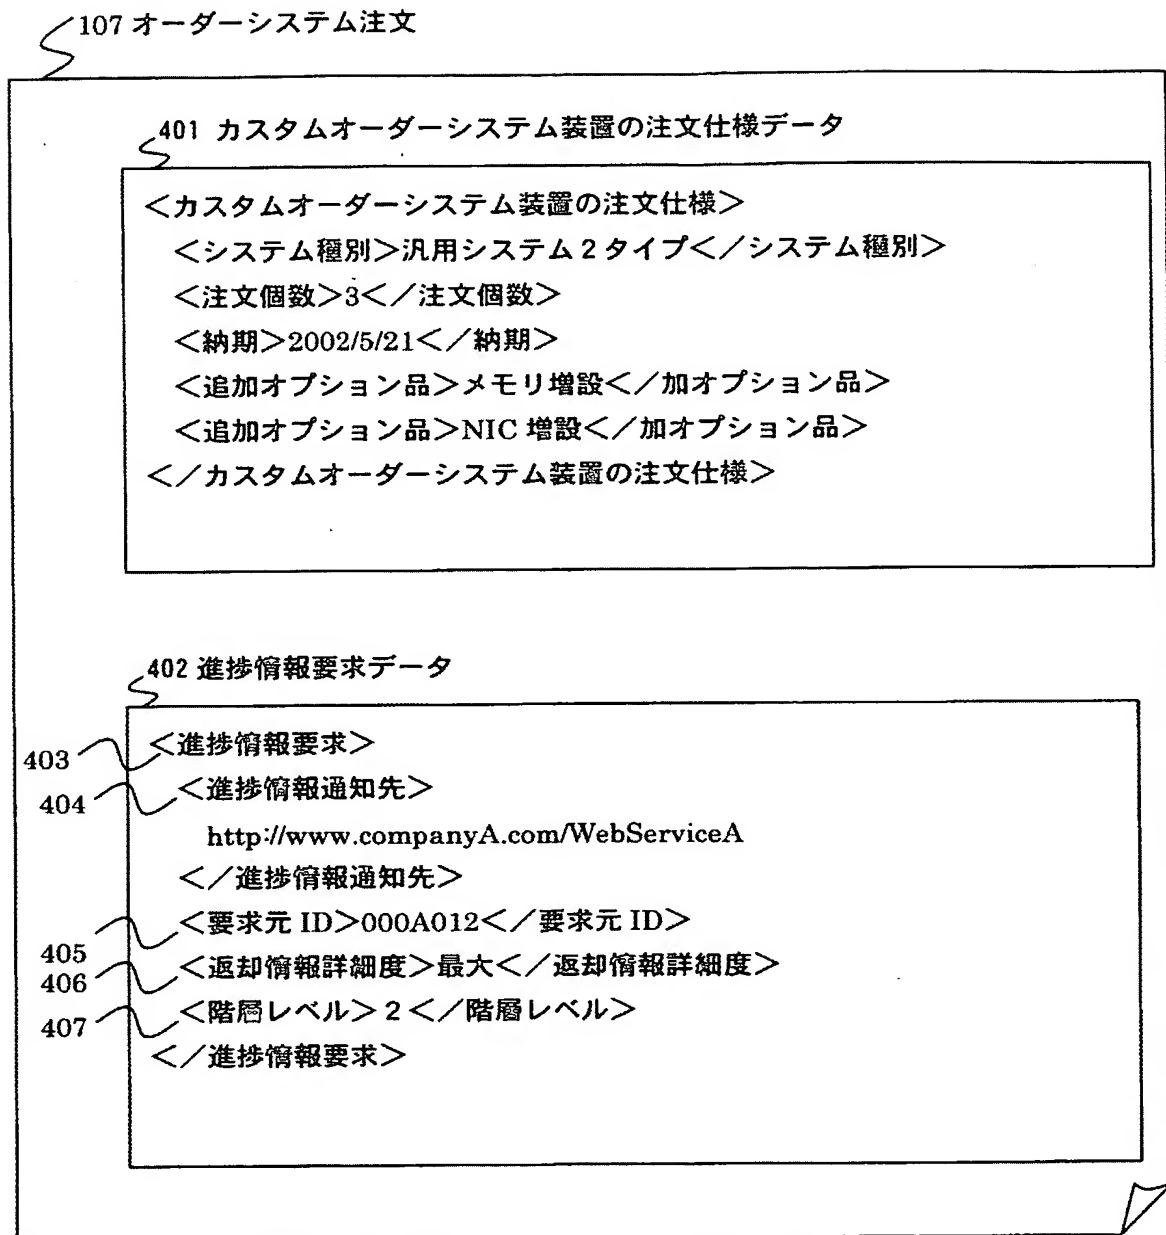 107 オーダーシステム注文
401 カスタムオーダーシステム装置の注文仕様データ
＜カスタムオーダーシステム装置の注文仕様＞
＜システム種別＞汎用システム２タイプ＜／システム種別＞
＜注文個数＞3＜／注文個数＞
＜納期＞2002/5/21＜／納期＞
＜追加オプション品＞メモリ増設＜／加オプション品＞
＜追加オプション品＞NIC 増設＜／加オプション品＞
＜／カスタムオーダーシステム装置の注文仕様＞
402 進捗情報要求データ
403 ＜進捗情報要求＞
404 ＜進捗情報通知先＞
http://www.companyA.com/WebServiceA
＜／進捗情報通知先＞
405 ＜要求元 ID＞000A012＜／要求元 ID＞
406 ＜返却情報詳細度＞最大＜／返却情報詳細度＞
407 ＜階層レベル＞２＜／階層レベル＞
＜／進捗情報要求＞